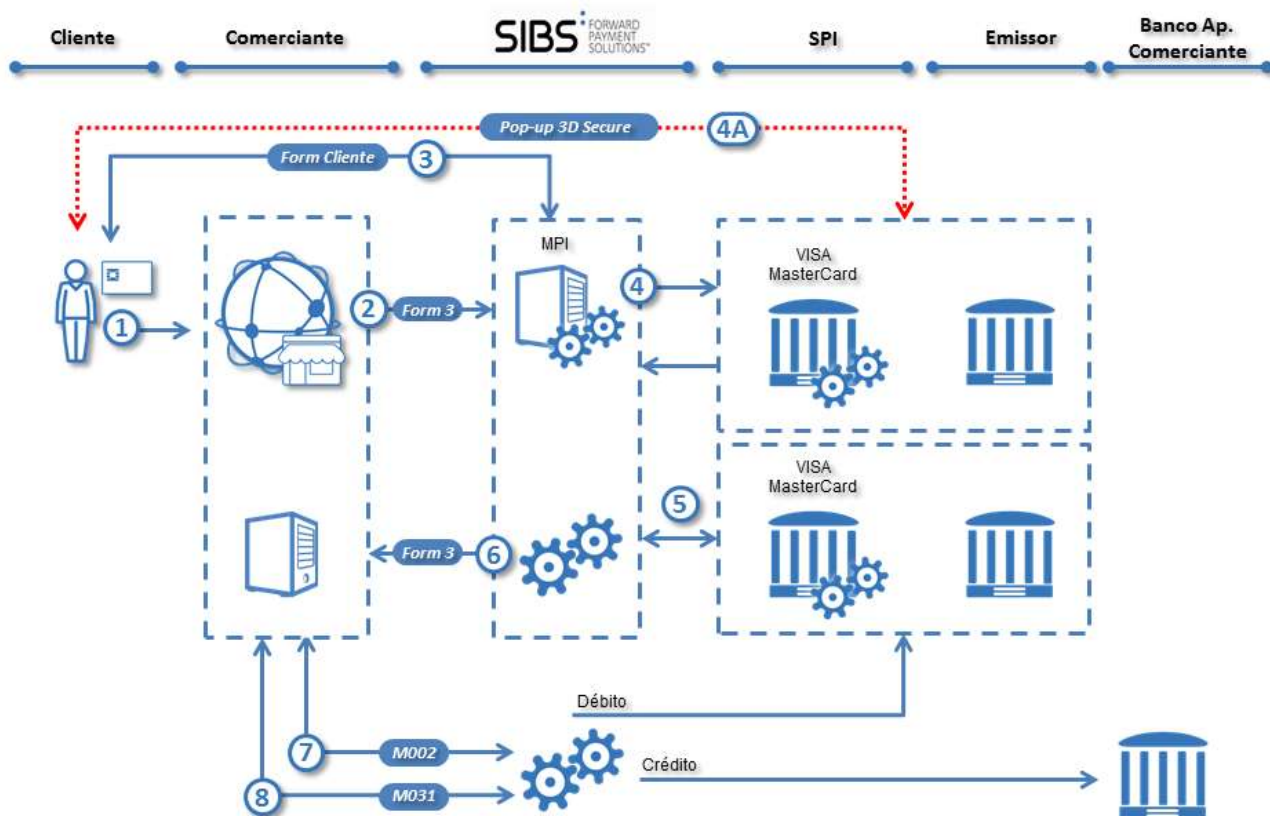 Cliente
Comerciante
SIBS FORWARD
PAYMENT
SOLUTIONS™
SPI
Emissor
Banco Ap.
Comerciante
Pop-up 3D Secure
4A
Form Cliente
3
MPI
VISA
MasterCard
1
2
Form 3
4
VISA
MasterCard
5
Form 3
6
Débito
7
M002
Crédito
8
M031